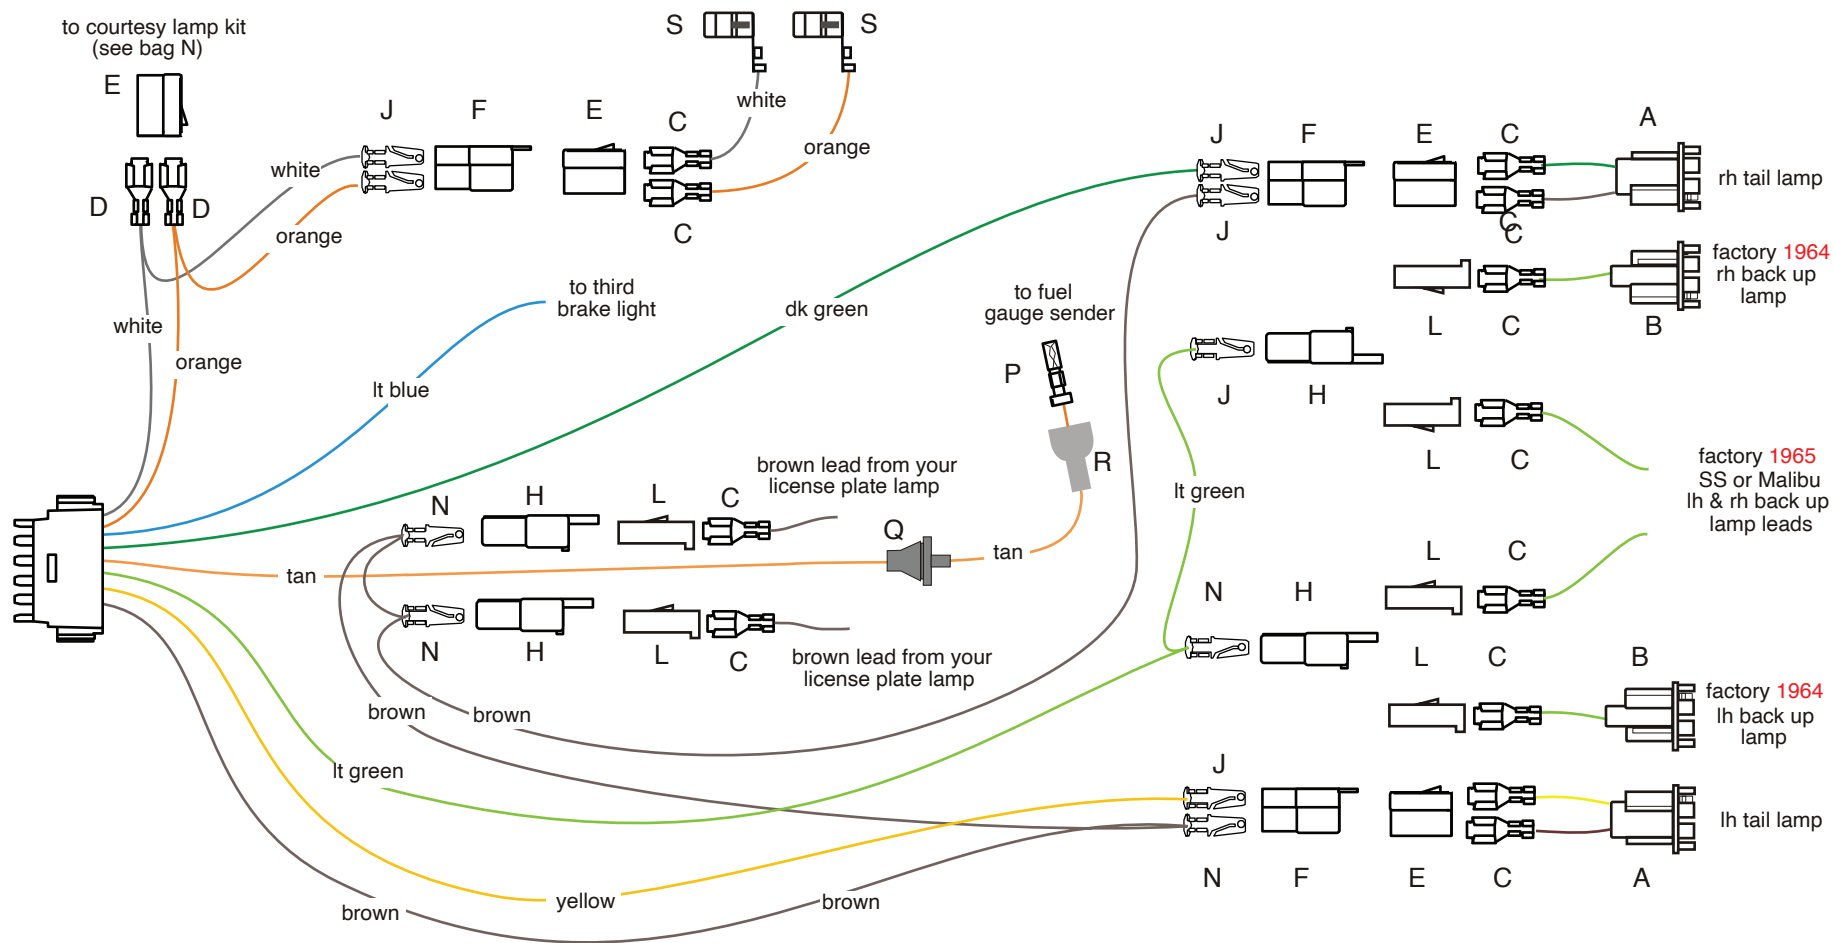 to courtesy lamp kit
(see bag N)
E
D
D
white
orange
white
orange
J
F
E
C
C
S
S
white
orange
to third
brake light
lt blue
dk green
to fuel
gauge sender
P
R
Q
tan
tan
brown lead from your
license plate lamp
N
H
L
C
N
H
L
C
brown lead from your
license plate lamp
brown
brown
lt green
yellow
brown
brown
J
F
E
C
A
J
C
C
rh tail lamp
factory 1964
rh back up
lamp
L
C
B
J
H
L
C
lt green
factory 1965
SS or Malibu
lh & rh back up
lamp leads
L
C
N
H
L
C
B
factory 1964
lh back up
lamp
J
lh tail lamp
N
F
E
C
A